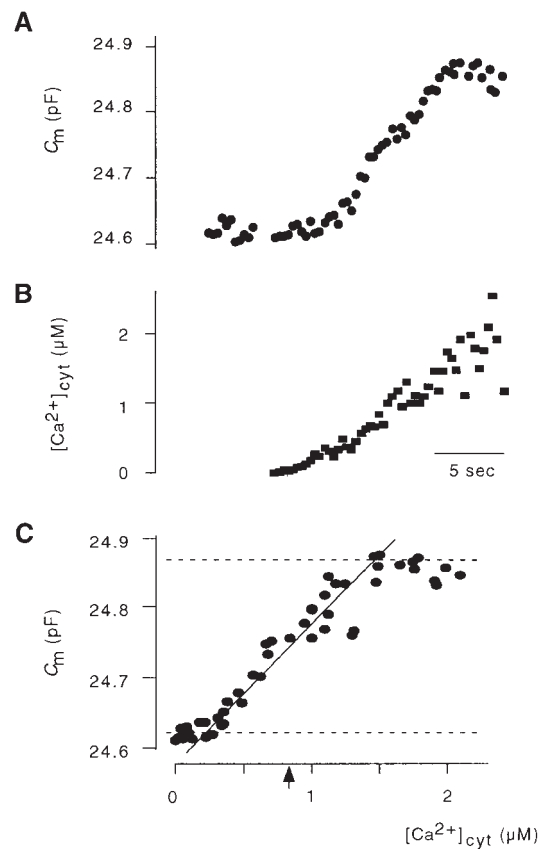 A
24.9
24.8
24.7
24.6
Cm (pF)
B
2
1
0
[Ca2+]cyt (µM)
5 sec
C
24.9
24.8
24.7
24.6
Cm (pF)
0 1 2
[Ca2+]cyt (µM)